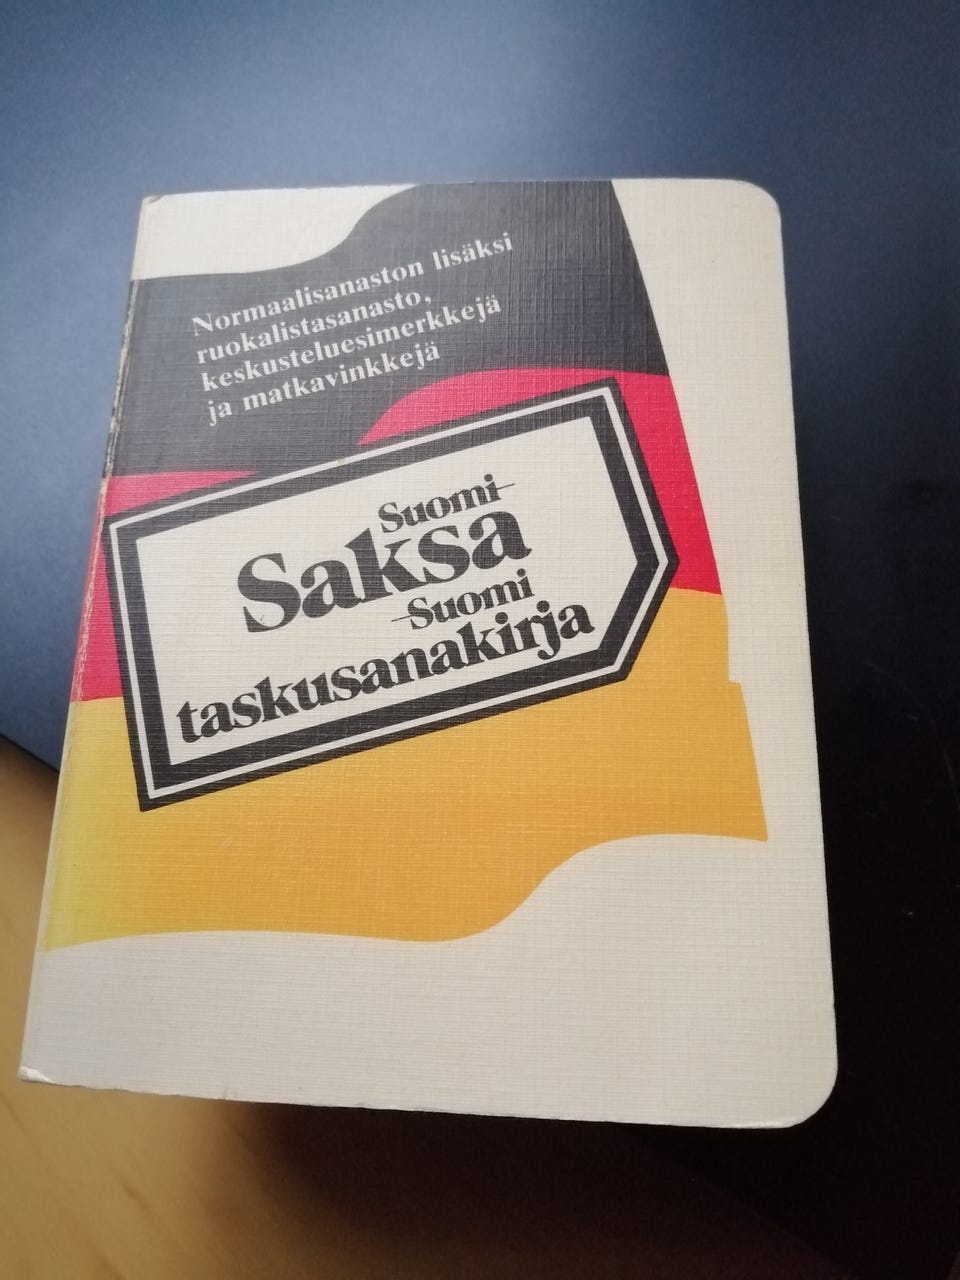 Normaalisanaston lisäksi
ruokalistasanasto,
keskusteluesimerkkejä
ja matkavinkkejä
Suomi-
Saksa
-Suomi
taskusanakirja